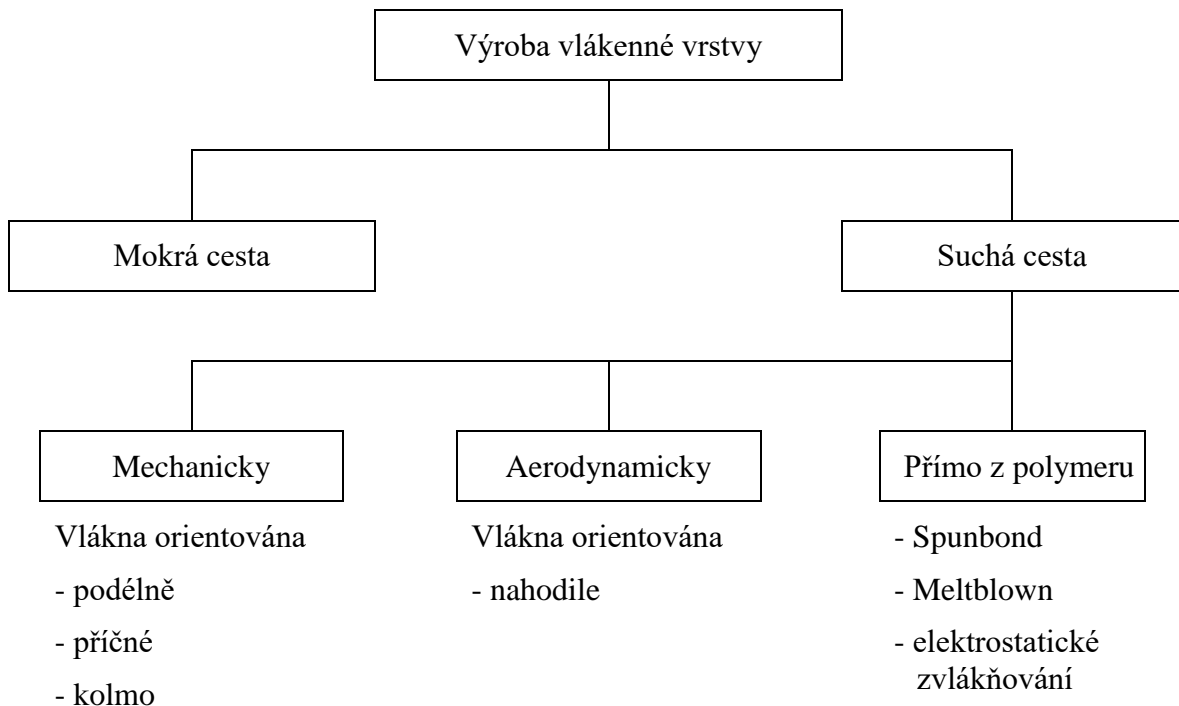 Výroba vlákenné vrstvy
Mokrá cesta
Suchá cesta
Mechanicky
Aerodynamicky
Přímo z polymeru
Vlákna orientována
- podélně
- příčné
- kolmo
Vlákna orientována
- nahodile
- Spunbond
- Meltblown
- elektrostatické
zvlákňování